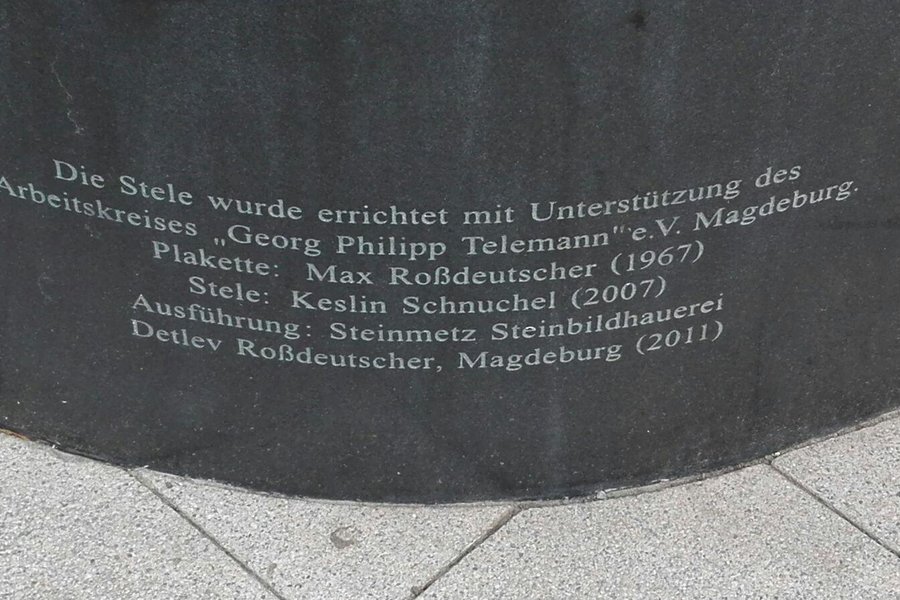 Die Stele wurde errichtet mit Unterstützung des
Arbeitskreises „Georg Philipp Telemann" e.V. Magdeburg.
Plakette: Max Roßdeutscher (1967)
Stele: Keslin Schnuchel (2007)
Ausführung: Steinmetz Steinbildhauerei
Detlev Roßdeutscher, Magdeburg (2011)